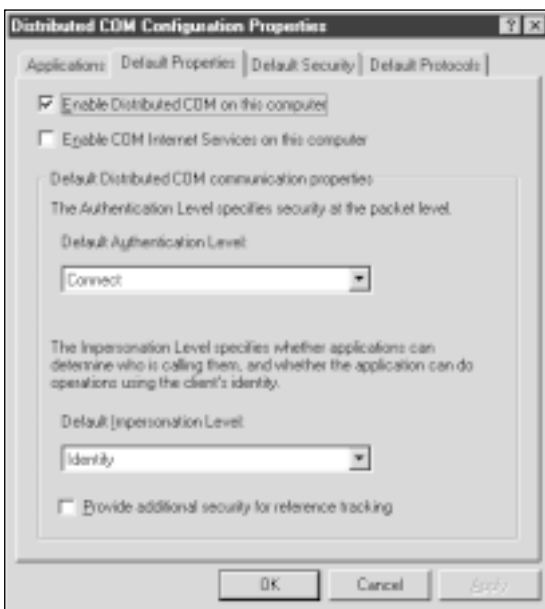 Distributed COM Configuration Properties
Applications
Default Properties
Default Security
Default Protocols
Enable Distributed COM on this computer
Enable COM Internet Services on this computer
Default Distributed COM communication properties
The Authentication Level specifies security at the packet level.
Default Authentication Level:
Connect
The Impersonation Level specifies whether applications can
determine who is calling them, and whether the application can do
operations using the client's identity.
Default Impersonation Level:
Identify
Provide additional security for reference tracking
OK
Cancel
Apply